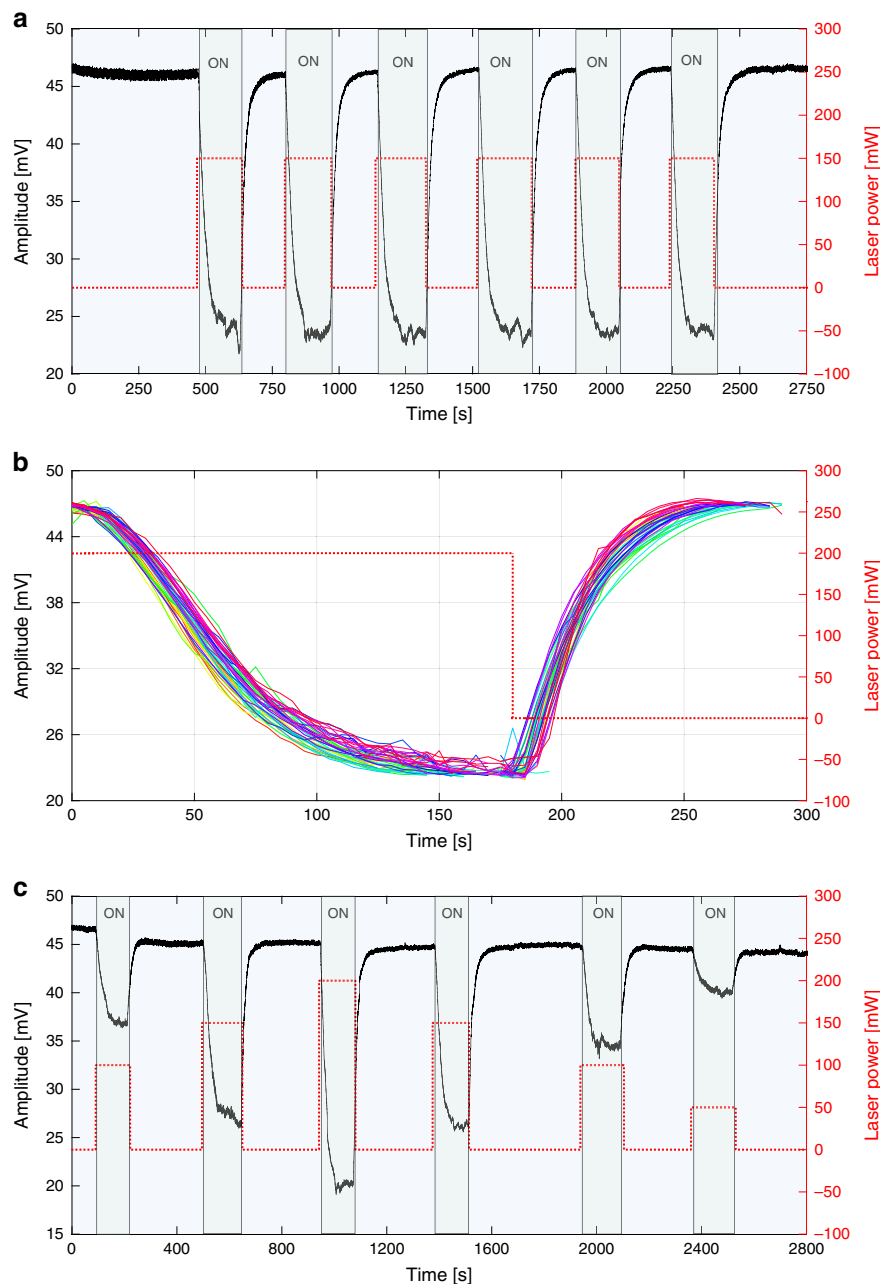 a
50
45
40
35
30
25
20
Amplitude [mV]
ON ON ON ON ON ON
300
250
200
150
100
50
0
−50
−100
Laser power [mW]
0 250 500 750 1000 1250 1500 1750 2000 2250 2500 2750
Time [s]
b
50
44
38
32
26
20
Amplitude [mV]
300
250
200
150
100
50
0
−50
−100
Laser power [mW]
0 50 100 150 200 250 300
Time [s]
c
50
45
40
35
30
25
20
15
Amplitude [mV]
ON ON ON ON ON ON
300
250
200
150
100
50
0
−50
−100
Laser power [mW]
0 400 800 1200 1600 2000 2400 2800
Time [s]